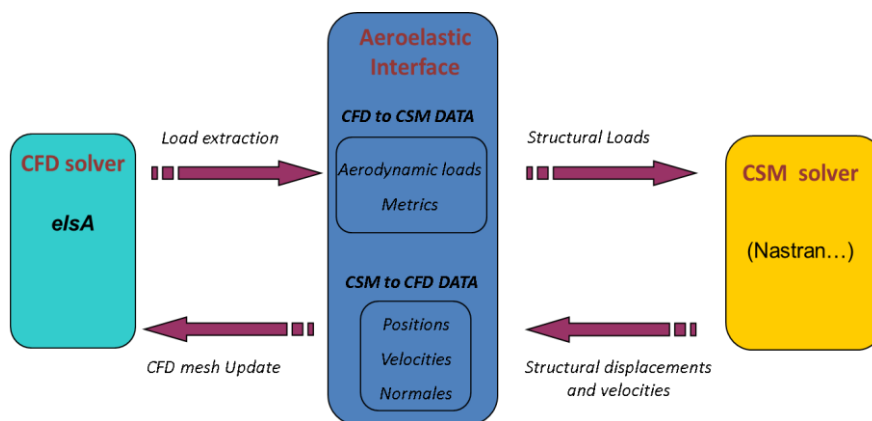 Aeroelastic
Interface
CFD to CSM DATA
Load extraction
Structural Loads
CFD solver
elsA
Aerodynamic loads
Metrics
CSM solver
(Nastran...)
CSM to CFD DATA
Positions
Velocities
Normales
CFD mesh Update
Structural displacements
and velocities